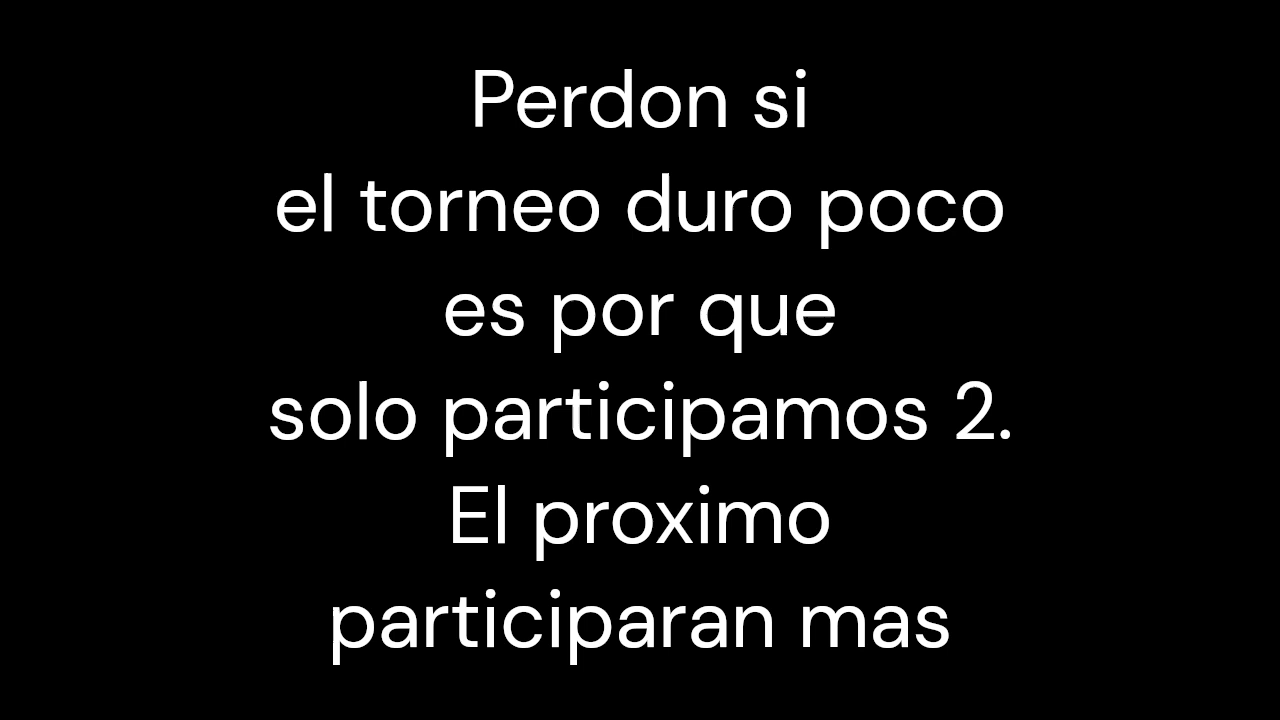 Perdon si
el torneo duro poco
es por que
solo participamos 2.
El proximo
participaran mas